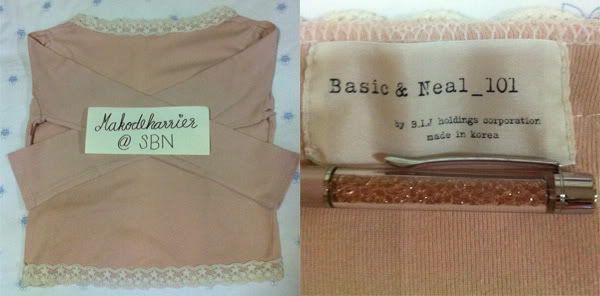 Makodeharrier
@ SBN
Basic & Neal_101
by B.I.J holdings corporation
made in korea